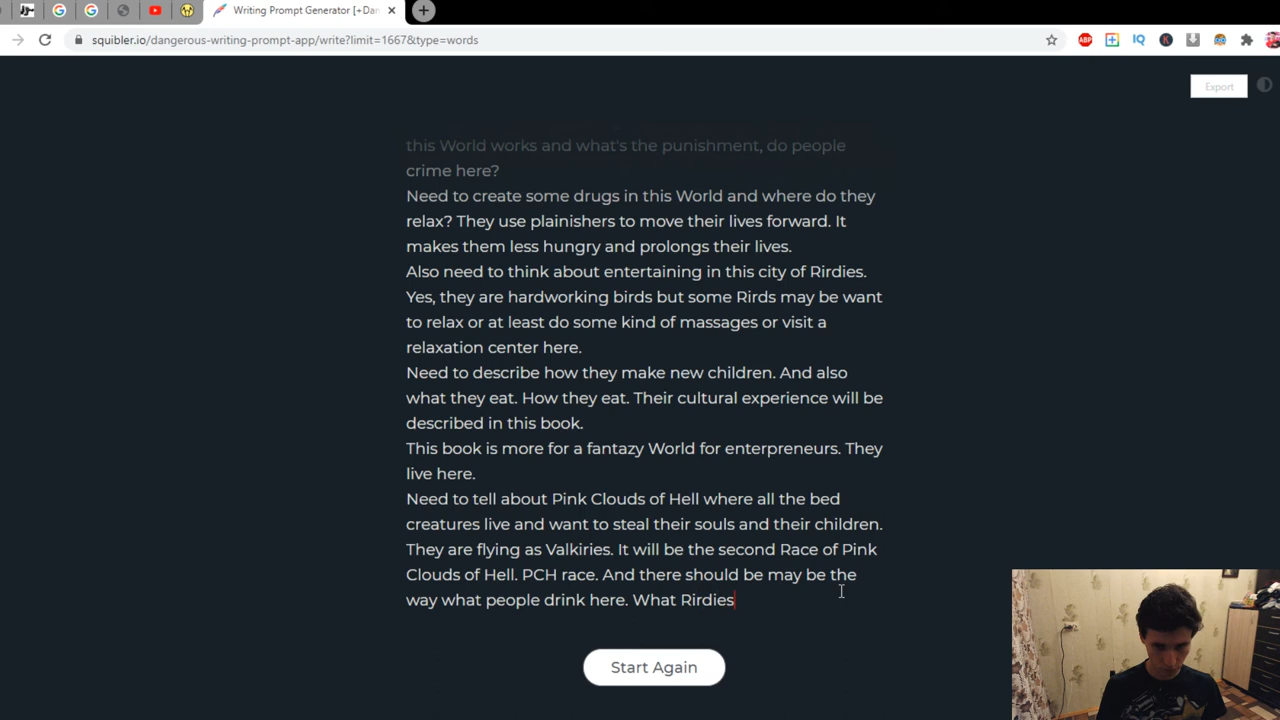 Writing Prompt Generator [+Dan
squibler.io/dangerous-writing-prompt-app/write?limit=1667&type=words
ABP
IQ
K
Export
this World works and what's the punishment, do people
crime here?
Need to create some drugs in this World and where do they
relax? They use plainishers to move their lives forward. It
makes them less hungry and prolongs their lives.
Also need to think about entertaining in this city of Rirdies.
Yes, they are hardworking birds but some Rirds may be want
to relax or at least do some kind of massages or visit a
relaxation center here.
Need to describe how they make new children. And also
what they eat. How they eat. Their cultural experience will be
described in this book.
This book is more for a fantazy World for enterpreneurs. They
live here.
Need to tell about Pink Clouds of Hell where all the bed
creatures live and want to steal their souls and their children.
They are flying as Valkiries. It will be the second Race of Pink
Clouds of Hell. PCH race. And there should be may be the
way what people drink here. What Rirdies
Start Again